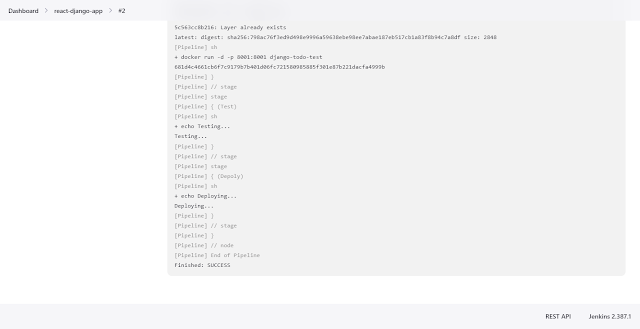 Dashboard > react-django-app > #2
5c563cc8b216: Layer already exists
latest: digest: sha256:798ac76f3ed9d498e9996a59638ebe98ee7abae187eb517cb1a83f8b94c7a8df size: 2848
[Pipeline] sh
+ docker run -d -p 8001:8001 django-todo-test
681d4c4661cb6f7c9179b7b401d06fc721580985885f301e87b221dacfa4999b
[Pipeline] }
[Pipeline] // stage
[Pipeline] stage
[Pipeline] { (Test)
[Pipeline] sh
+ echo Testing...
Testing...
[Pipeline] }
[Pipeline] // stage
[Pipeline] stage
[Pipeline] { (Depoly)
[Pipeline] sh
+ echo Deploying...
Deploying...
[Pipeline] }
[Pipeline] // stage
[Pipeline] }
[Pipeline] // node
[Pipeline] End of Pipeline
Finished: SUCCESS
REST API Jenkins 2.387.1